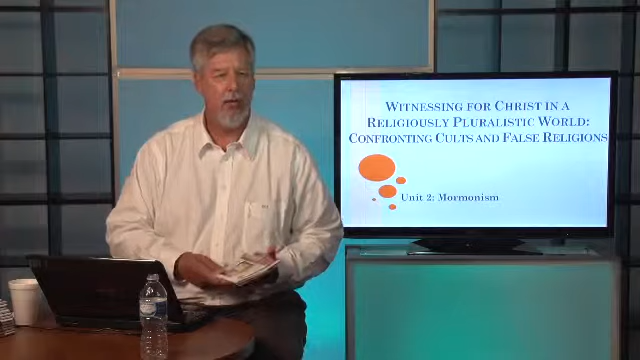 WITNESSING FOR CHRIST IN A
RELIGIOUSLY PLURALISTIC WORLD:
CONFRONTING CULTS AND FALSE RELIGIONS
Unit 2: Mormonism